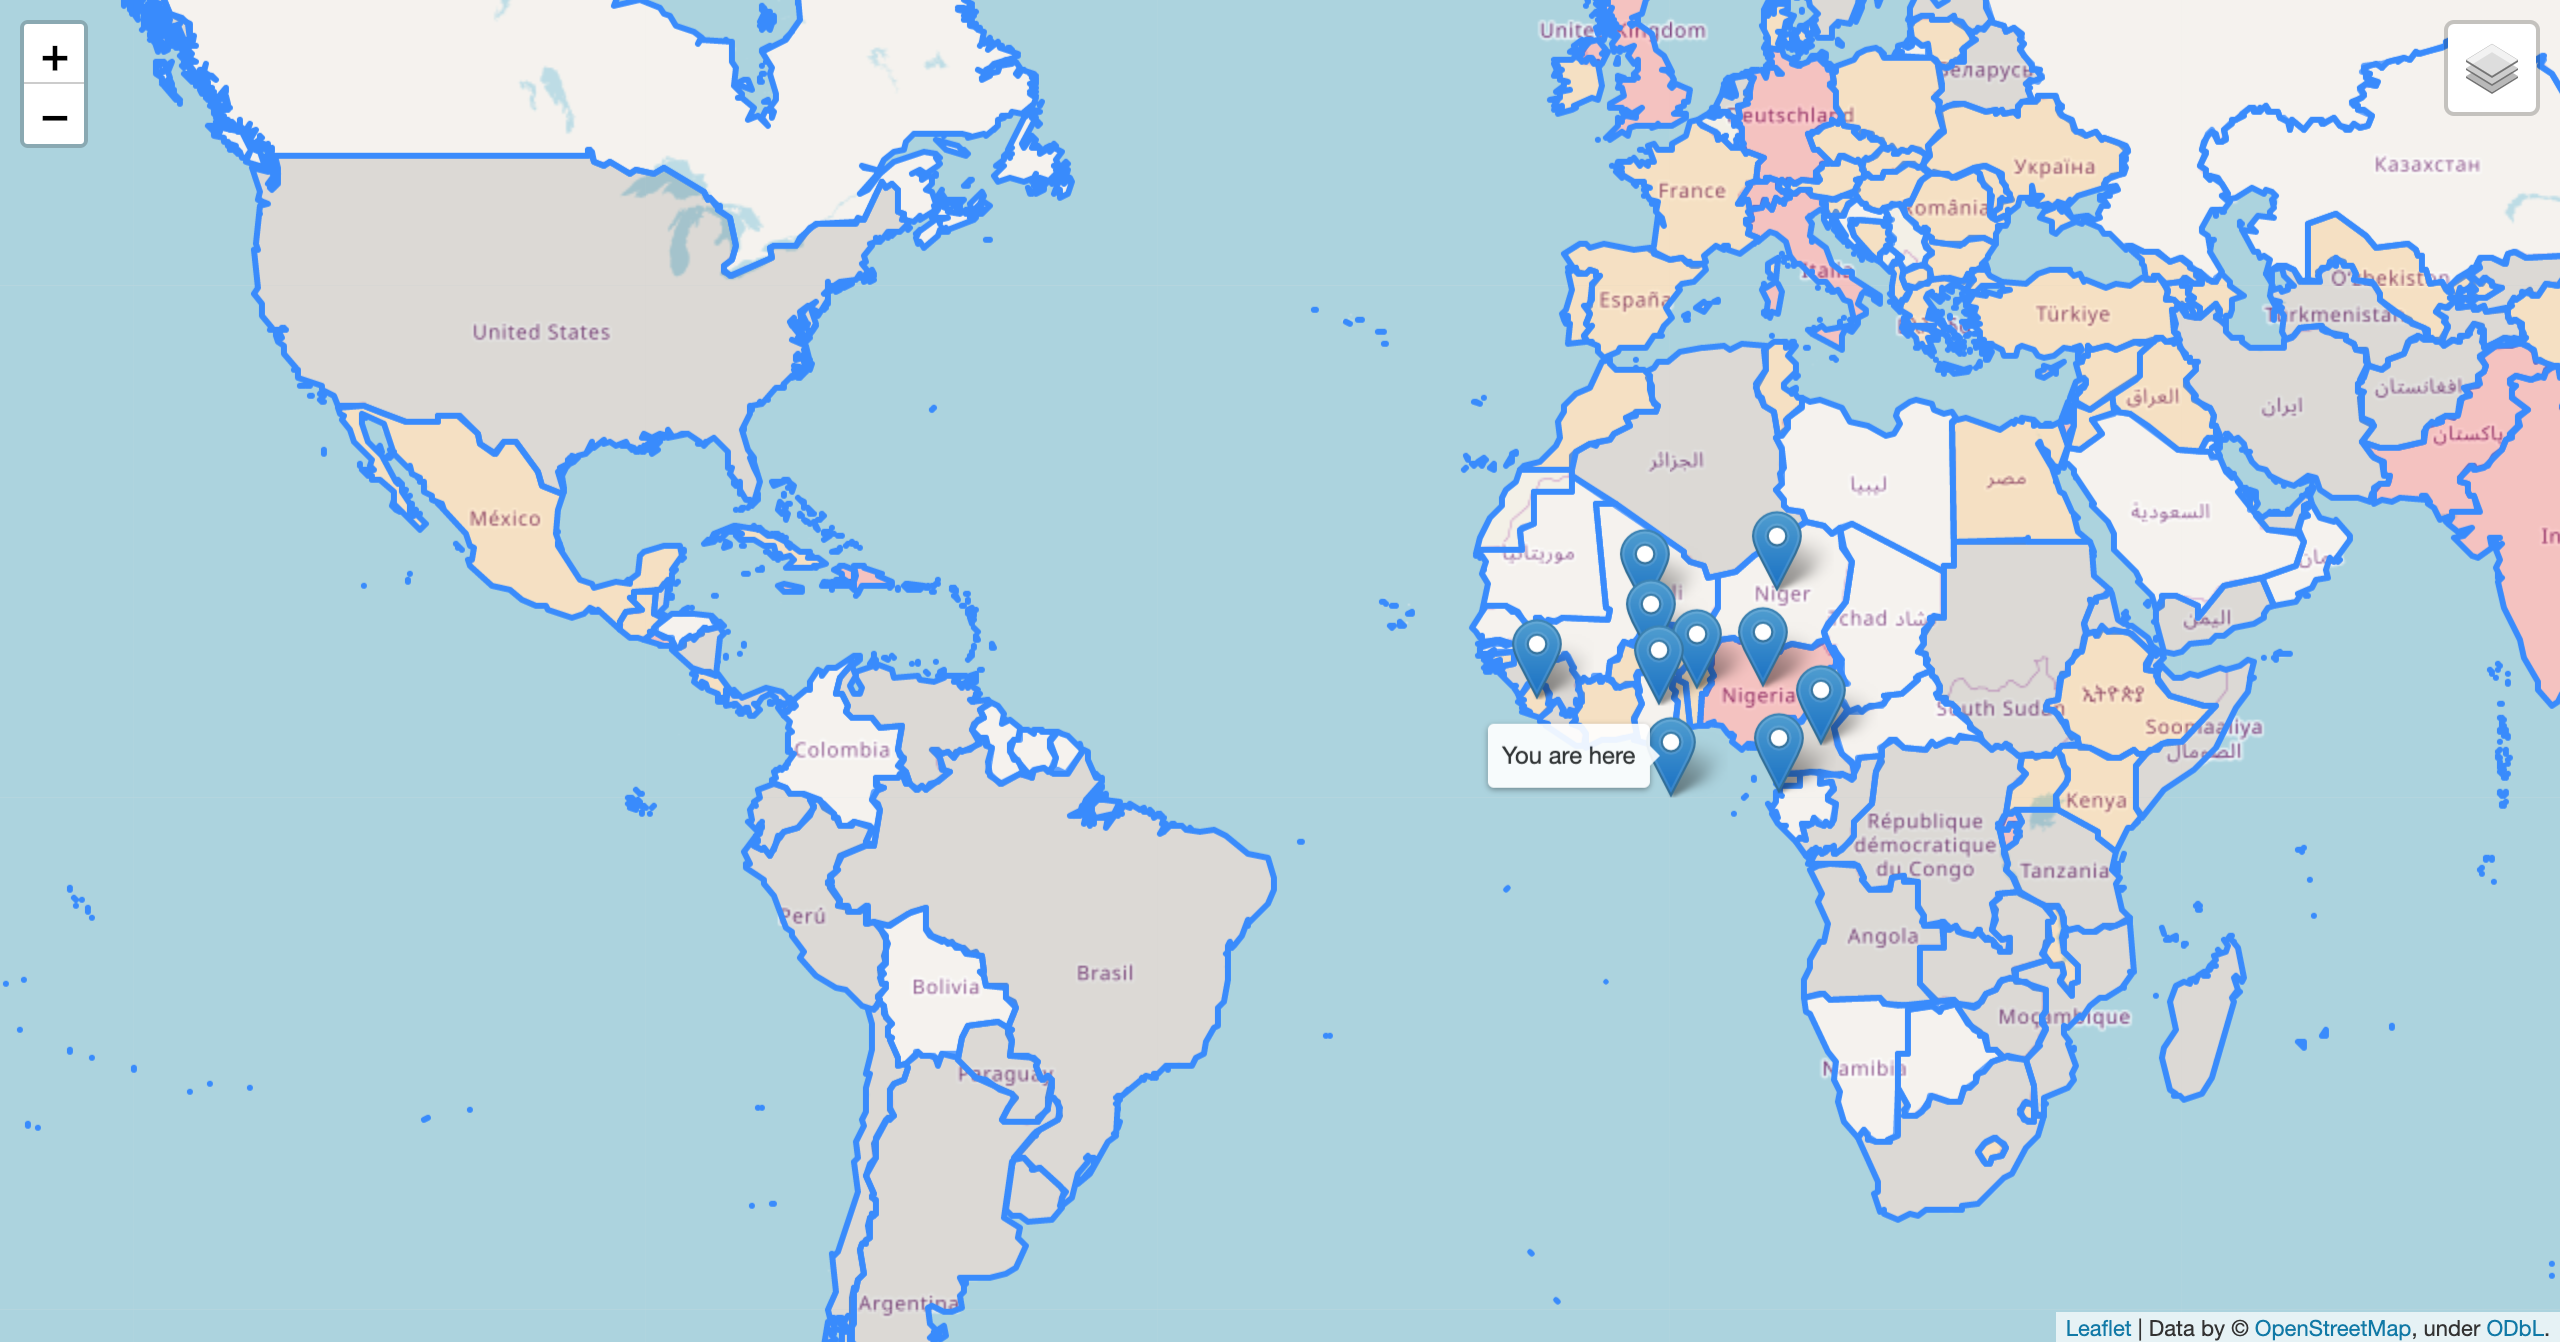 +
−
United Kingdom
Беларусь
Deutschland
Україна
Казахстан
France
România
Italia
O'zbekiston
España
Türkiye
Türkmenistan
United States
افغانستان
العراق
ایران
پاکستان
الجزائر
ليبيا
مصر
السعودية
México
In
موريتانيا
عمان
Niger
Tchad تشاد
اليمن
Nigeria
ኢትዮጵያ
South Sudan
Soomaaliya
الصومال
Colombia
You are here
Kenya
République
démocratique
du Congo
Tanzania
Perú
Angola
Brasil
Bolivia
Moçambique
Namibia
Paraguay
Argentina
Leaflet | Data by © OpenStreetMap, under ODbL.